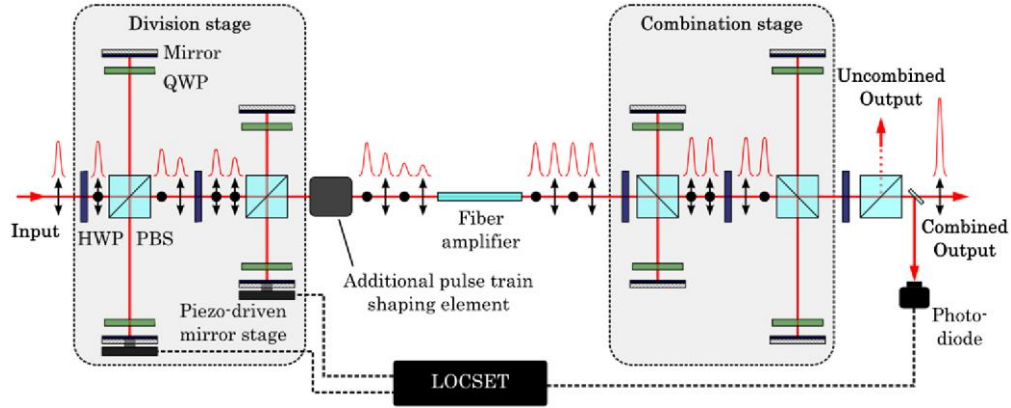 Division stage
Combination stage
Mirror
QWP
Uncombined
Output
Input
HWP PBS
Fiber
amplifier
Combined
Output
Additional pulse train
shaping element
Piezo-driven
mirror stage
Photo-
diode
LOCSET